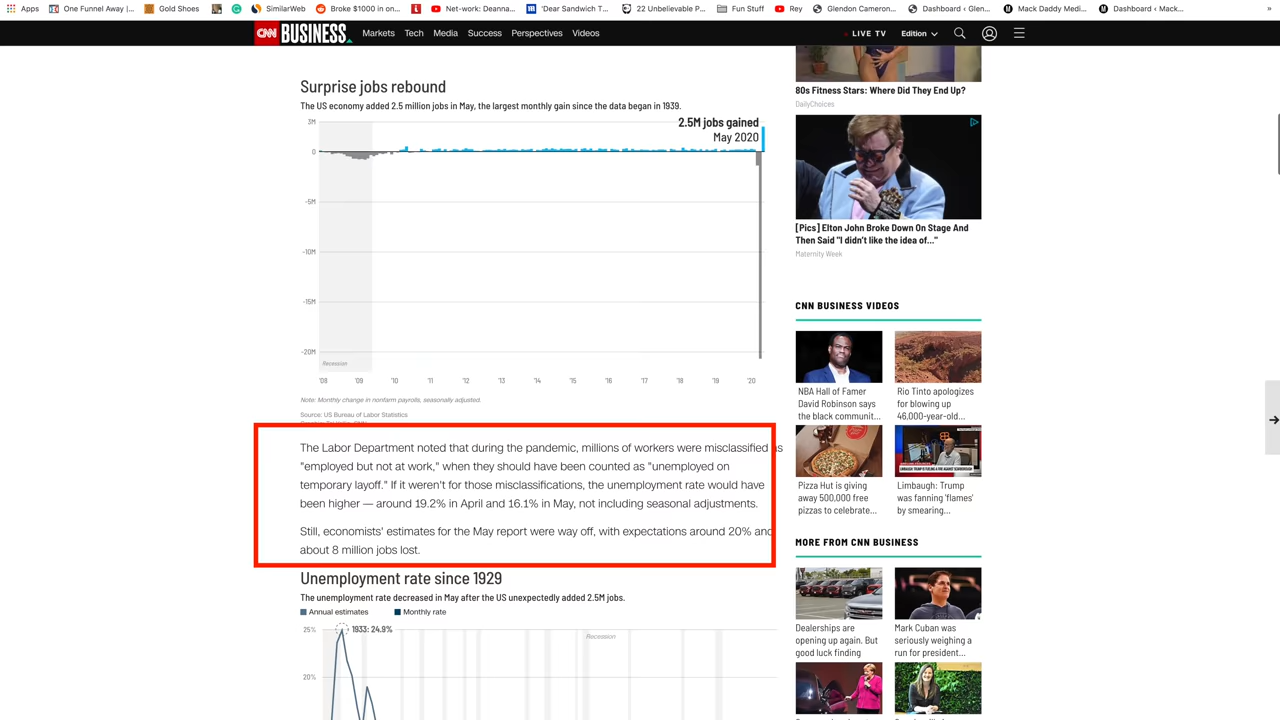 Apps
One Funnel Away |...
Gold Shoes
SimilarWeb
Broke $1000 in on...
Net-work: Deanna...
'Dear Sandwich T...
22 Unbelievable P...
Fun Stuff
Rey
Glendon Cameron...
Dashboard ‹ Glen...
Mack Daddy Medi...
Dashboard ‹ Mack...
»
CNN BUSINESS
Markets
Tech
Media
Success
Perspectives
Videos
LIVE TV
Edition
Surprise jobs rebound
The US economy added 2.5 million jobs in May, the largest monthly gain since the data began in 1939.
2.5M jobs gained
May 2020
3M
0
-5M
-10M
-15M
-20M
Recession
'08 '09 '10 '11 '12 '13 '14 '15 '16 '17 '18 '19 '20
Note: Monthly change in nonfarm payrolls, seasonally adjusted.
Source: US Bureau of Labor Statistics
The Labor Department noted that during the pandemic, millions of workers were misclassified as
"employed but not at work," when they should have been counted as "unemployed on
temporary layoff." If it weren't for those misclassifications, the unemployment rate would have
been higher — around 19.2% in April and 16.1% in May, not including seasonal adjustments.
Still, economists' estimates for the May report were way off, with expectations around 20% and
about 8 million jobs lost.
Unemployment rate since 1929
The unemployment rate decreased in May after the US unexpectedly added 2.5M jobs.
Annual estimates
Monthly rate
25%
1933: 24.9%
Recession
20%
80s Fitness Stars: Where Did They End Up?
DailyChoices
[Pics] Elton John Broke Down On Stage And
Then Said "I didn't like the idea of..."
Maternity Week
CNN BUSINESS VIDEOS
NBA Hall of Famer
David Robinson says
the black communit...
Rio Tinto apologizes
for blowing up
46,000-year-old...
Pizza Hut is giving
away 500,000 free
pizzas to celebrate...
Limbaugh: Trump
was fanning 'flames'
by smearing...
MORE FROM CNN BUSINESS
Dealerships are
opening up again. But
good luck finding
Mark Cuban was
seriously weighing a
run for president...